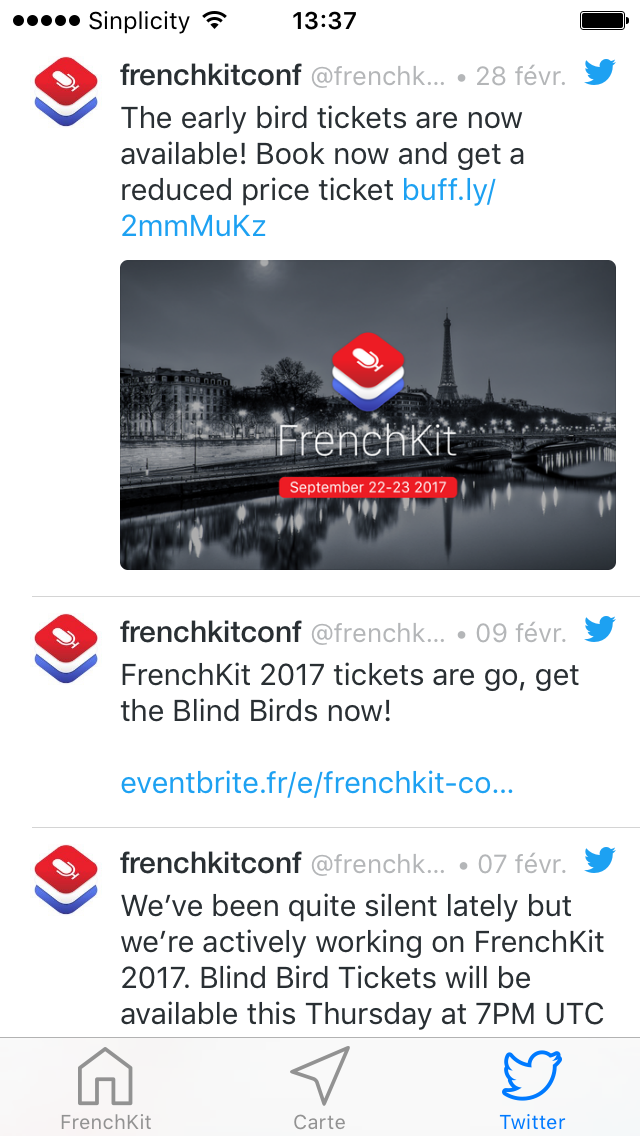 Sinplicity 13:37
frenchkitconf @frenchk... • 28 févr.
The early bird tickets are now
available! Book now and get a
reduced price ticket buff.ly/
2mmMuKz
FrenchKit
September 22-23 2017
frenchkitconf @frenchk... • 09 févr.
FrenchKit 2017 tickets are go, get
the Blind Birds now!
eventbrite.fr/e/frenchkit-co...
frenchkitconf @frenchk... • 07 févr.
We’ve been quite silent lately but
we’re actively working on FrenchKit
2017. Blind Bird Tickets will be
available this Thursday at 7PM UTC
FrenchKit Carte Twitter